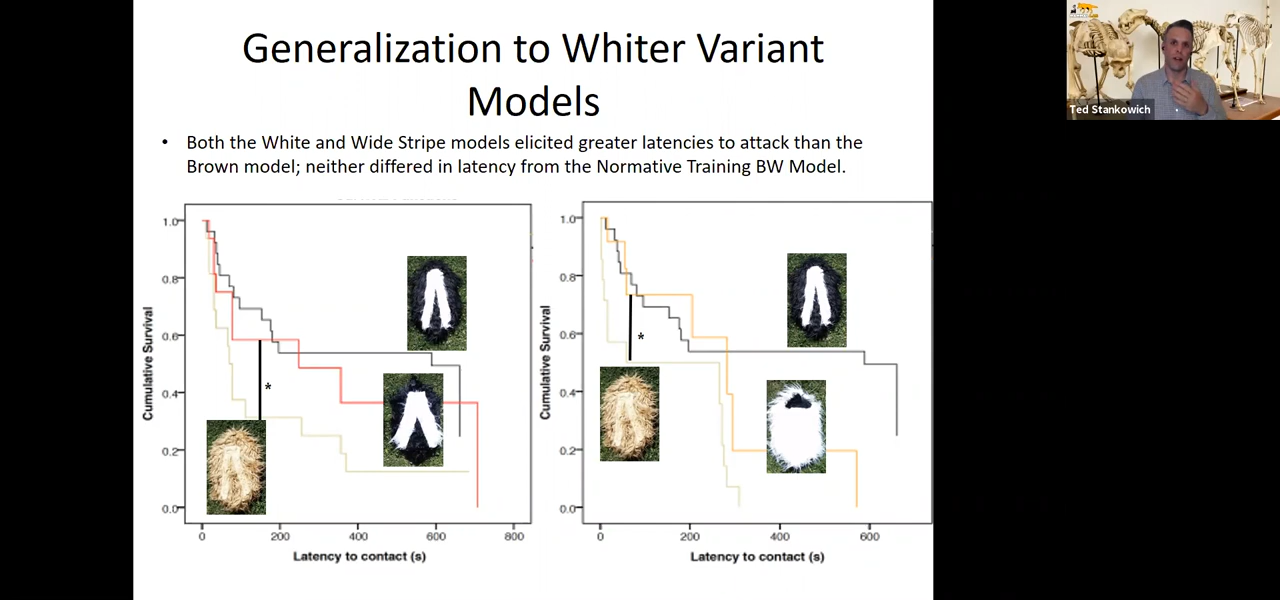 Generalization to Whiter Variant
Models
• Both the White and Wide Stripe models elicited greater latencies to attack than the
Brown model; neither differed in latency from the Normative Training BW Model.
Cumulative Survival
1.0
0.8
0.6
0.4
0.2
0.0
*
0 200 400 600 800
Latency to contact (s)
Cumulative Survival
1.0
0.8
0.6
0.4
0.2
0.0
*
0 200 400 600
Latency to contact (s)
Ted Stankowich